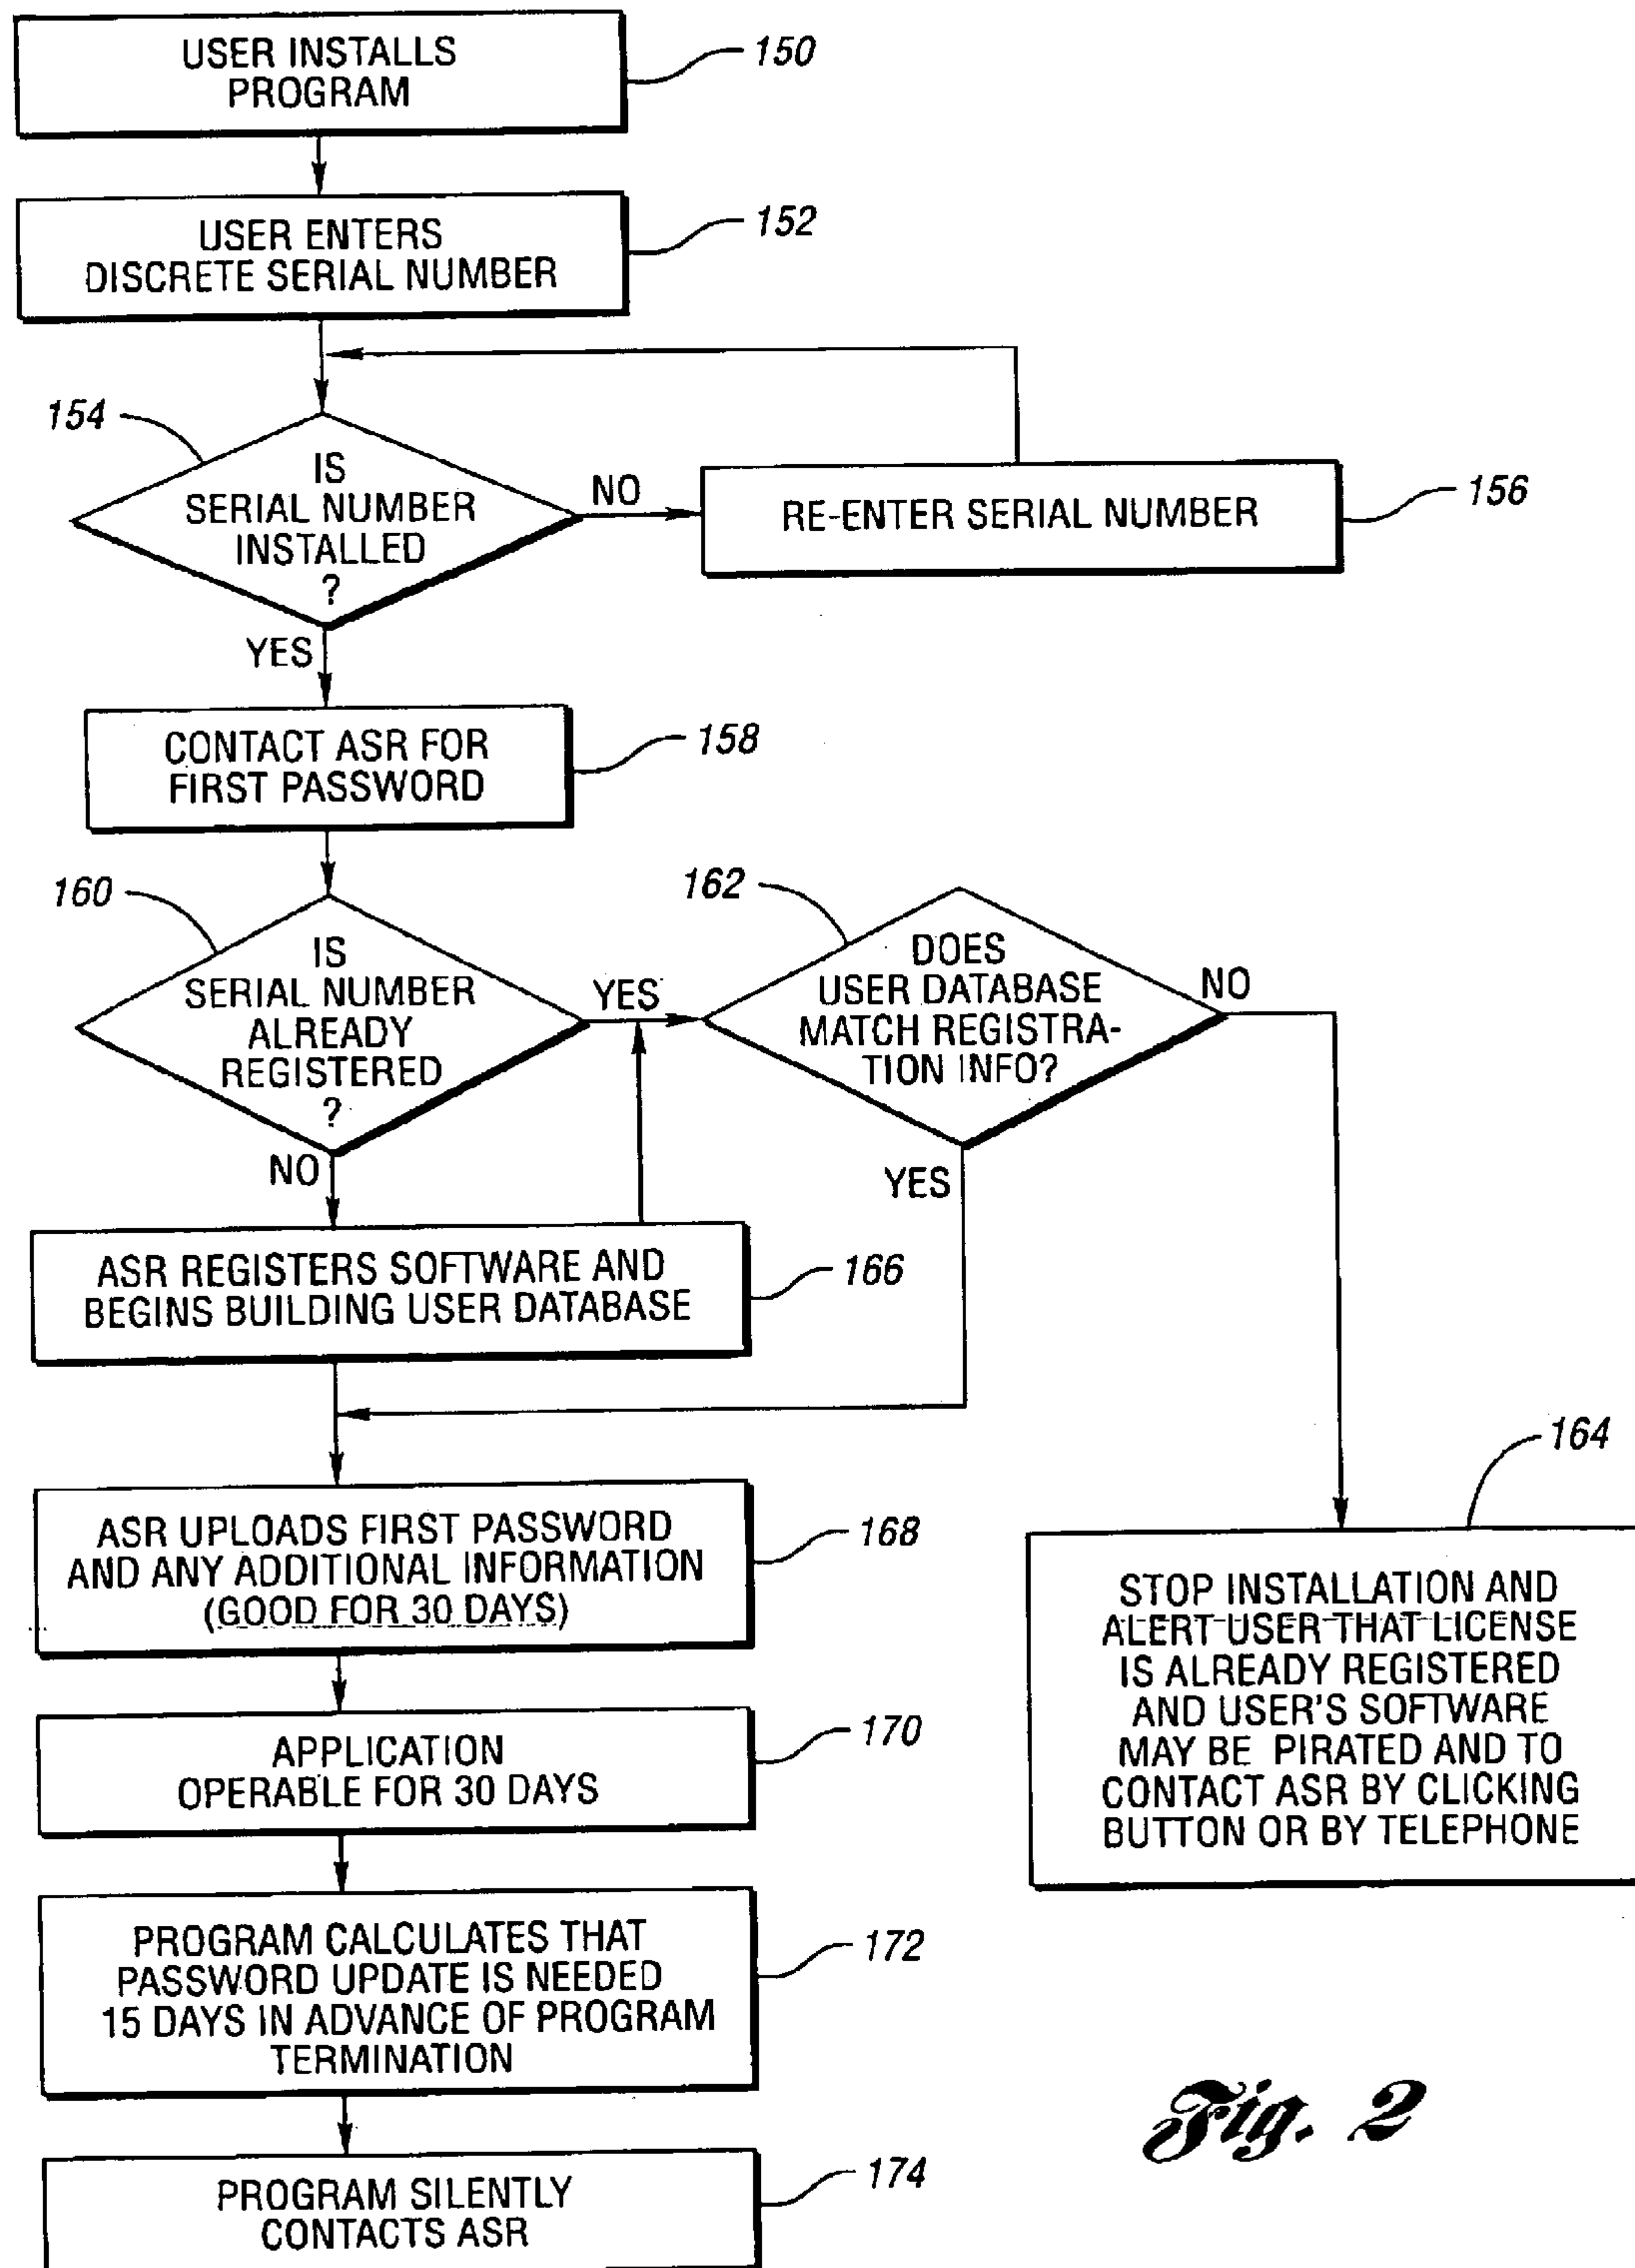 USER INSTALLS
PROGRAM
150
USER ENTERS
DISCRETE SERIAL NUMBER
152
154
IS
SERIAL NUMBER
INSTALLED
?
NO
RE-ENTER SERIAL NUMBER
156
YES
CONTACT ASR FOR
FIRST PASSWORD
158
160
IS
SERIAL NUMBER
ALREADY
REGISTERED
?
YES
162
DOES
USER DATABASE
MATCH REGISTRA-
TION INFO?
NO
NO
YES
ASR REGISTERS SOFTWARE AND
BEGINS BUILDING USER DATABASE
166
164
STOP INSTALLATION AND
ALERT USER THAT LICENSE
IS ALREADY REGISTERED
AND USER'S SOFTWARE
MAY BE PIRATED AND TO
CONTACT ASR BY CLICKING
BUTTON OR BY TELEPHONE
ASR UPLOADS FIRST PASSWORD
AND ANY ADDITIONAL INFORMATION
(GOOD FOR 30 DAYS)
168
APPLICATION
OPERABLE FOR 30 DAYS
170
PROGRAM CALCULATES THAT
PASSWORD UPDATE IS NEEDED
15 DAYS IN ADVANCE OF PROGRAM
TERMINATION
172
PROGRAM SILENTLY
CONTACTS ASR
174
Fig. 2